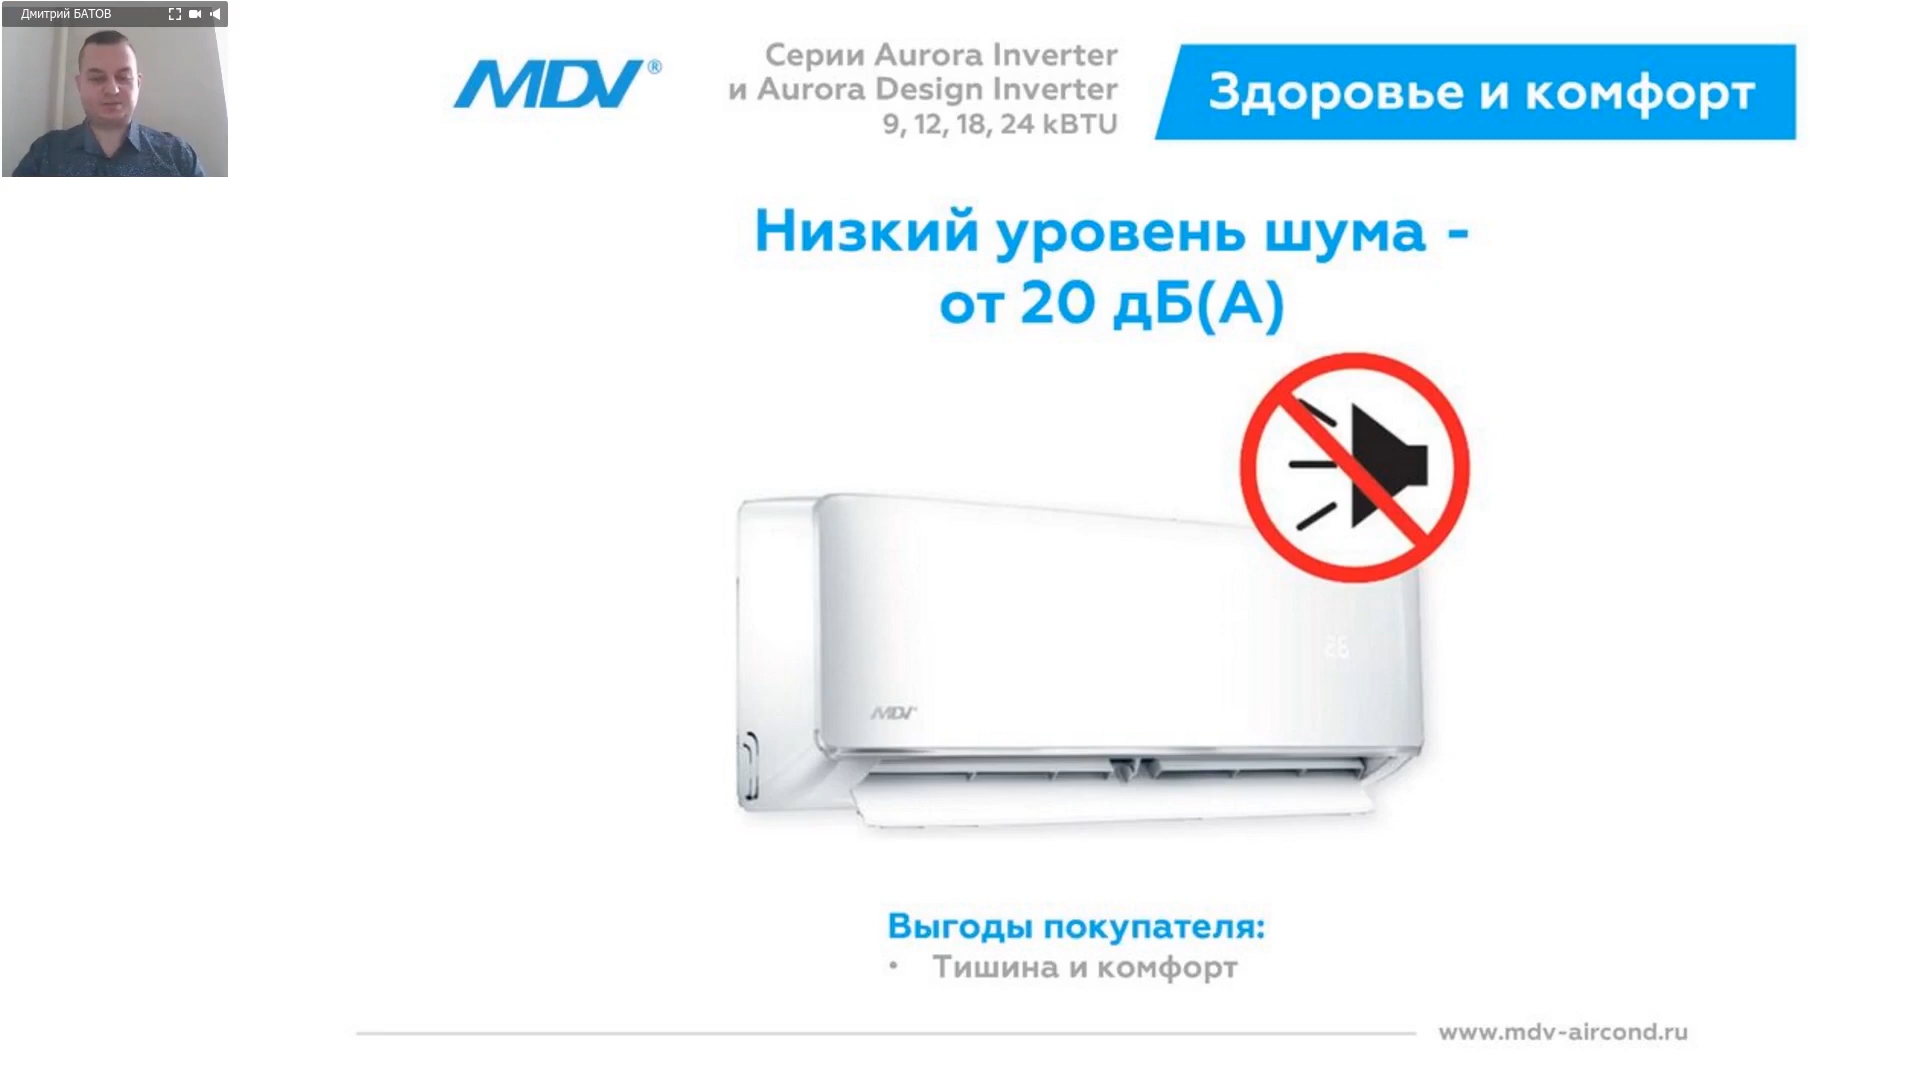 Дмитрий БАТОВ
MDV®
Серии Aurora Inverter
и Aurora Design Inverter
9, 12, 18, 24 kBTU
Здоровье и комфорт
Низкий уровень шума -
от 20 дБ(А)
26
MDV
Выгоды покупателя:
• Тишина и комфорт
www.mdv-aircond.ru